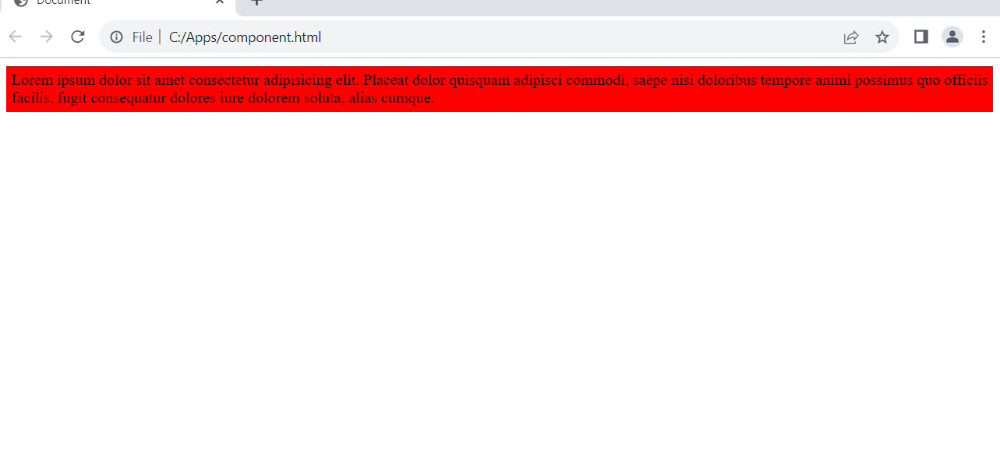 Document
File C:/Apps/component.html
Lorem ipsum dolor sit amet consectetur adipisicing elit. Placeat dolor quisquam adipisci commodi, saepe nisi doloribus tempore animi possimus quo officiis
facilis, fugit consequatur dolores iure dolorem soluta, alias cumque.